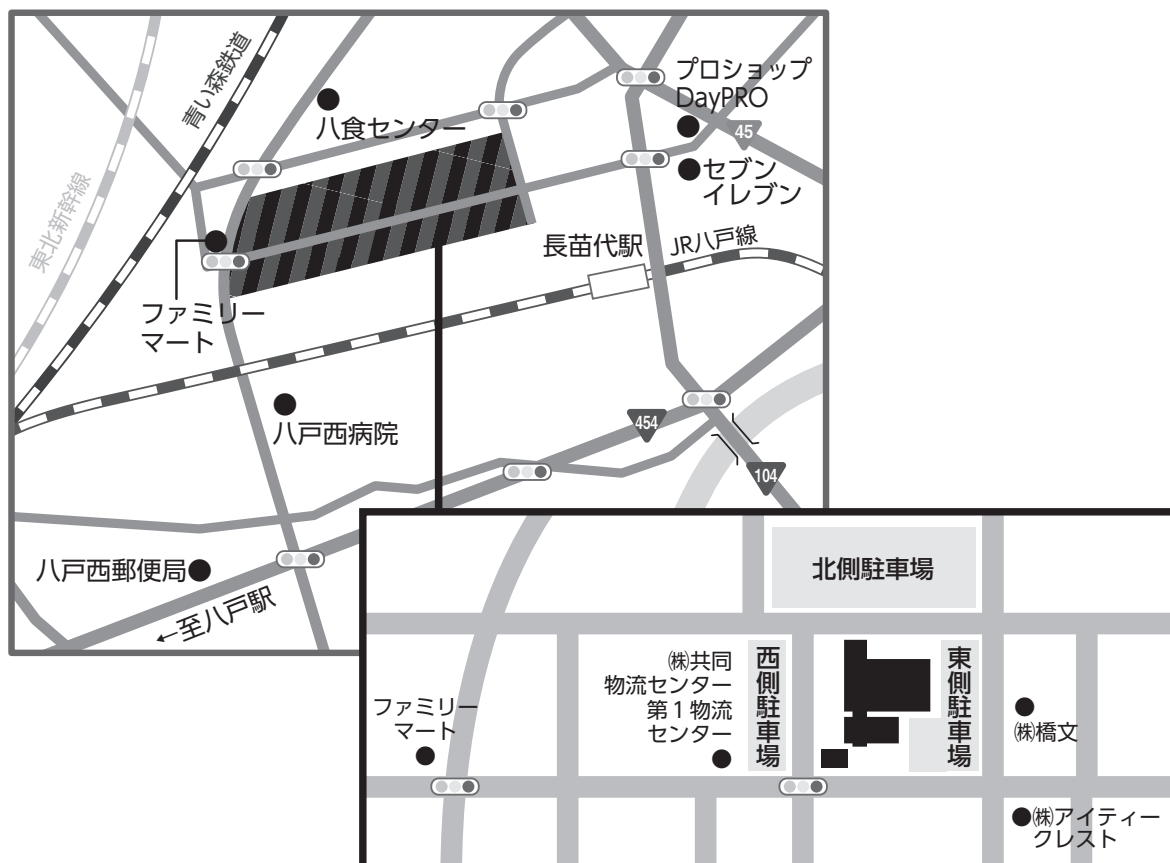 青い森鉄道
東北新幹線
八食センター
プロショップ
DayPRO
45
セブン
イレブン
長苗代駅
JR八戸線
ファミリー
マート
八戸西病院
454
104
八戸西郵便局
←至八戸駅
北側駐車場
㈱共同
物流センター
第1物流
センター
西側駐車場
東側駐車場
ファミリー
マート
㈱橋文
㈱アイティー
クレスト